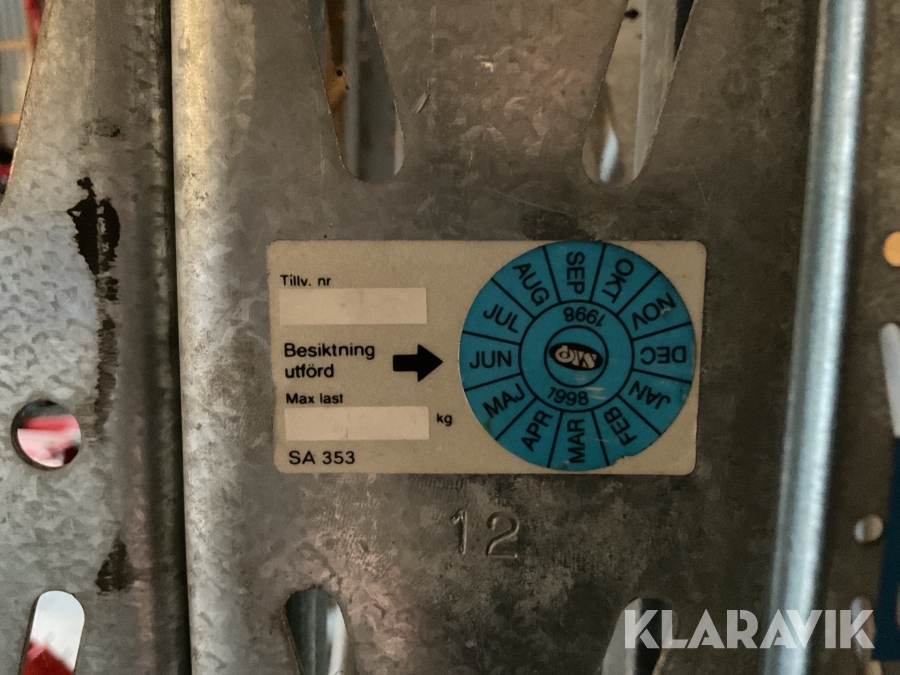 Tillv. nr
Besiktning
utförd
Max last
kg
SA 353
JAN
FEB
MAR
APR
MAJ
JUN
JUL
AUG
SEP
OKT
NOV
DEC
1998
1998
12
KLARAVIK